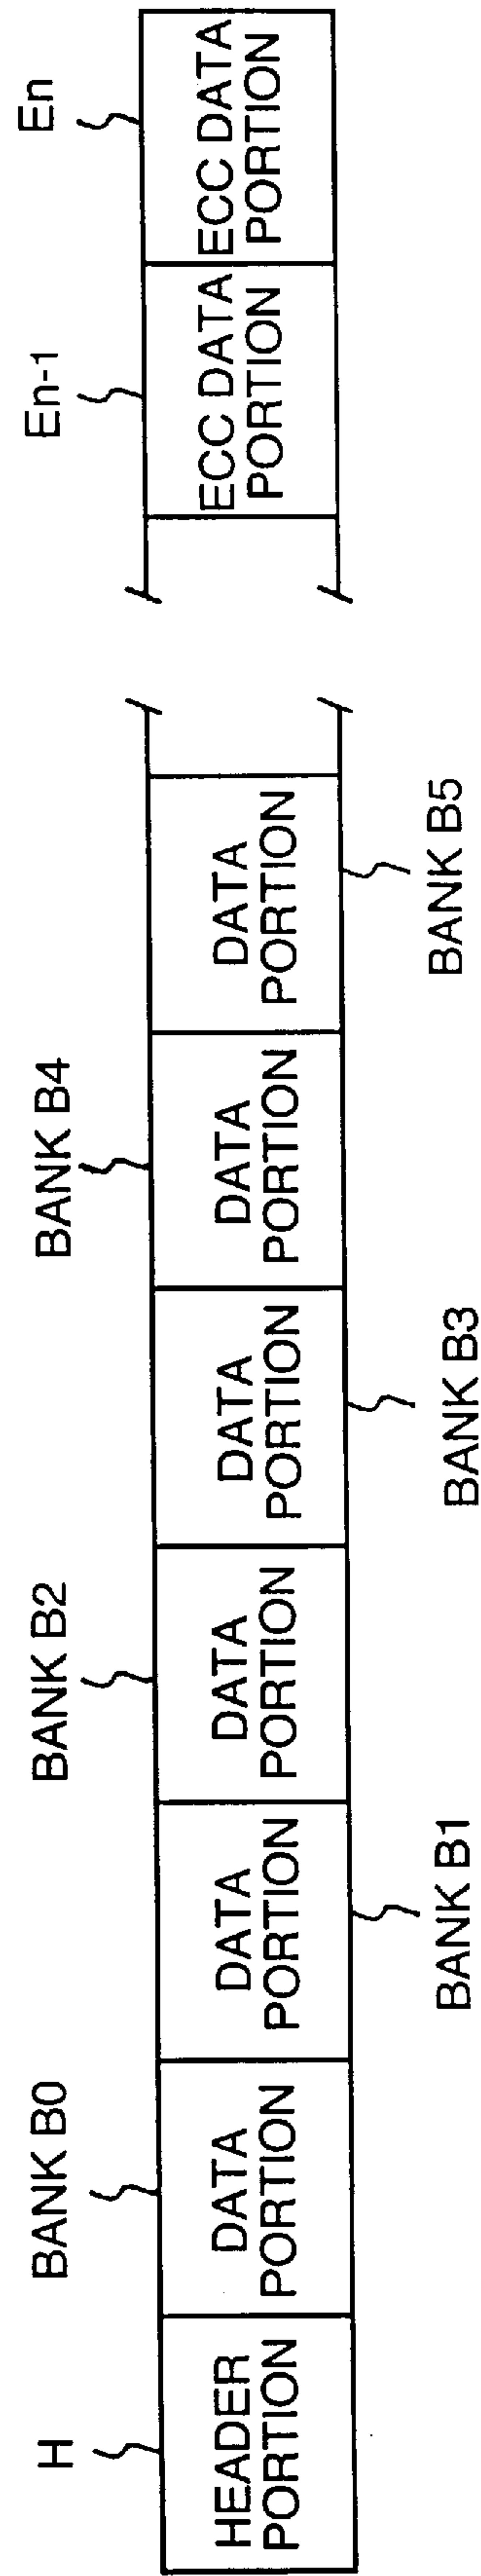 H
HEADER
PORTION
BANK B0
DATA
PORTION
DATA
PORTION
BANK B1
BANK B2
DATA
PORTION
DATA
PORTION
BANK B3
BANK B4
DATA
PORTION
DATA
PORTION
BANK B5
En-1
ECC DATA
PORTION
En
ECC DATA
PORTION